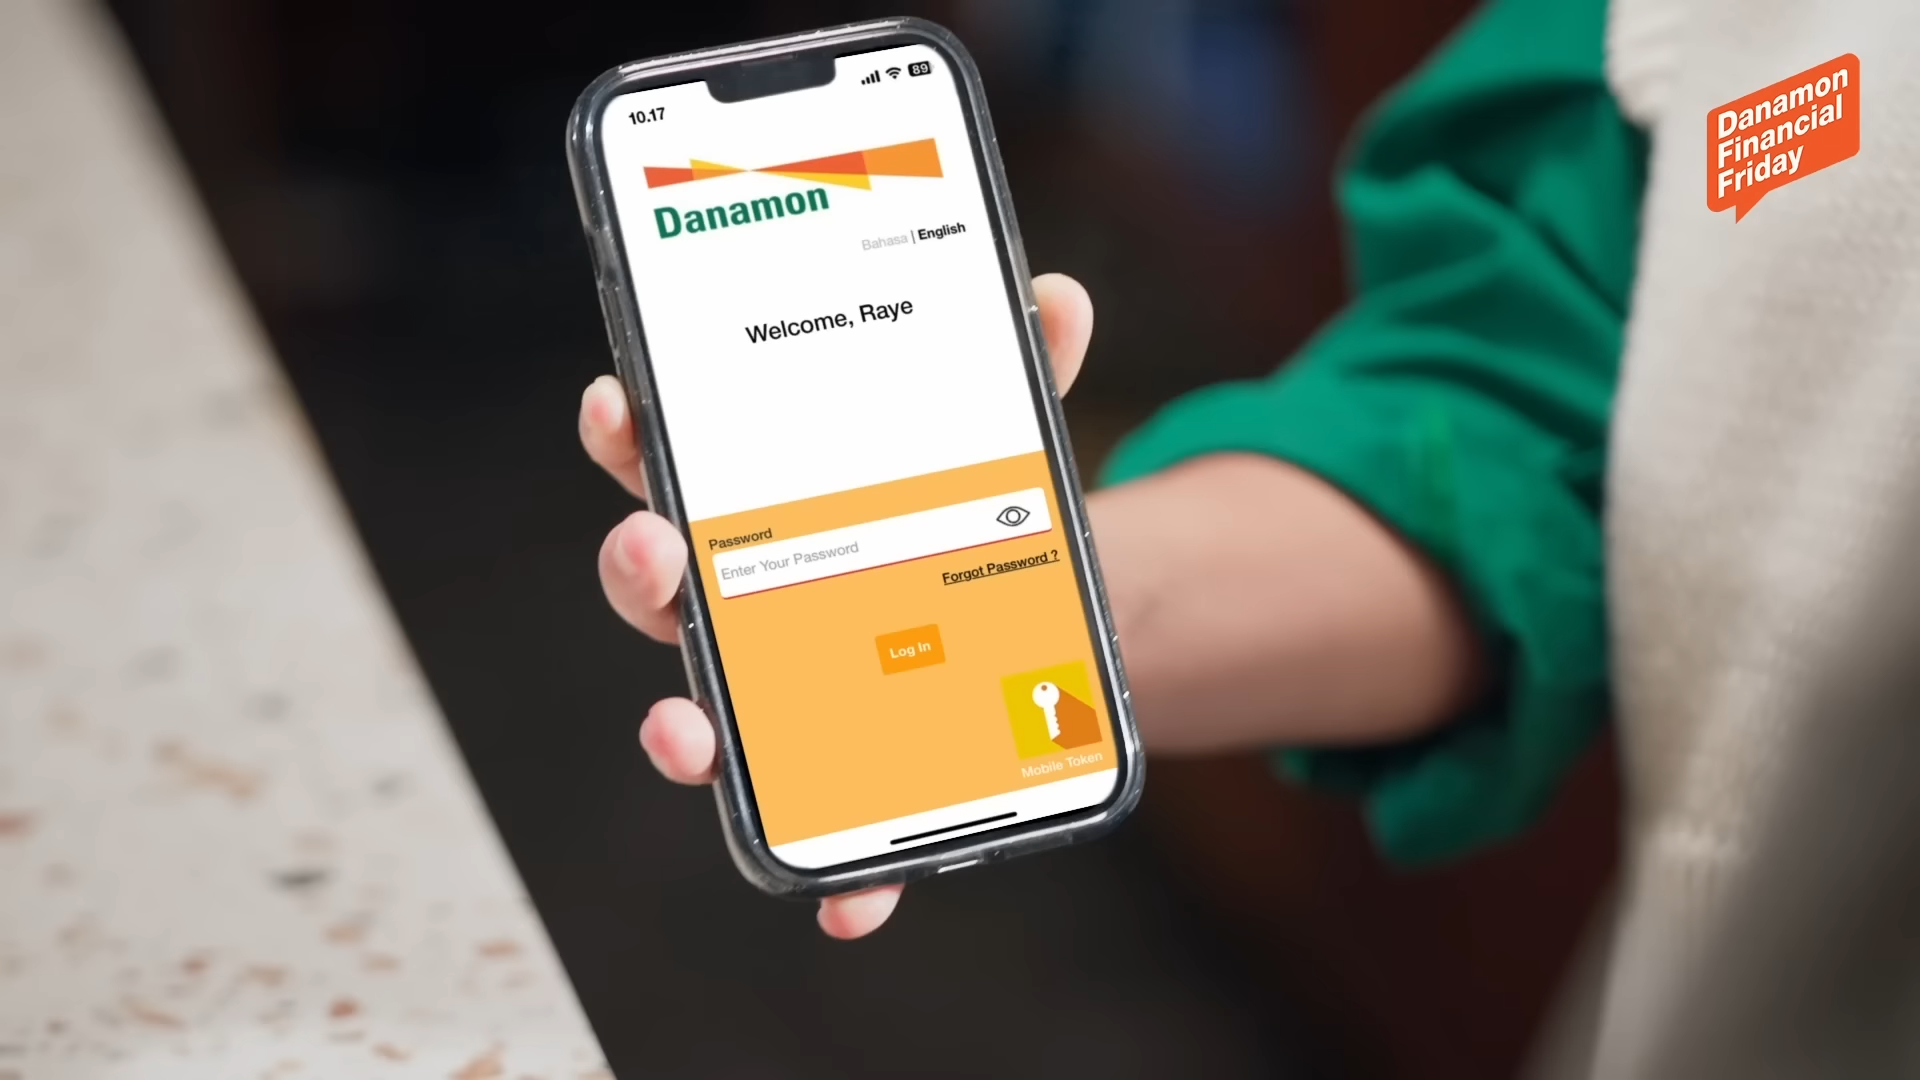 10.17
89
Danamon
Bahasa | English
Welcome, Raye
Password
Enter Your Password
Forgot Password ?
Log In
Mobile Token
Danamon
Financial
Friday